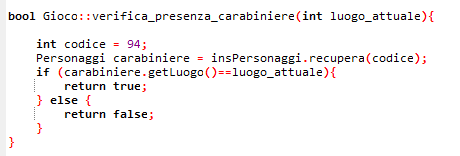 bool Gioco::verifica_presenza_carabiniere(int luogo_attuale){
int codice = 94;
Personaggi carabiniere = insPersonaggi.recupera(codice);
if (carabiniere.getLuogo()==luogo_attuale){
return true;
} else {
return false;
}
}